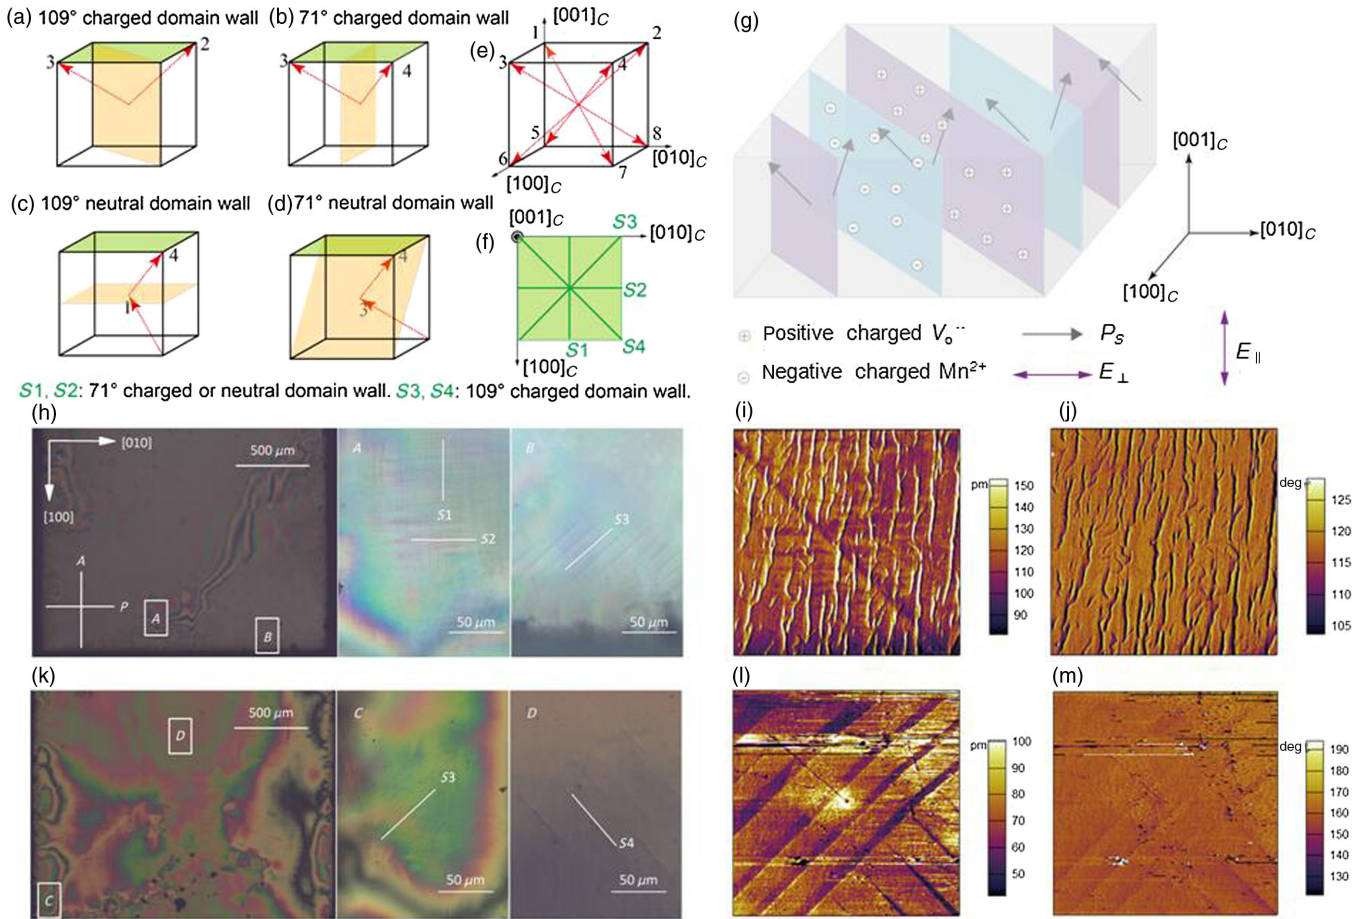 (a) 109° charged domain wall
2
3
(b) 71° charged domain wall
3
4
(e)
[001]C
1
2
3
4
5
8
[010]C
6
7
[100]C
(c) 109° neutral domain wall
4
1
(d) 71° neutral domain wall
4
3
(f)
[001]C
S3
[010]C
S2
S1
S4
[100]C
S1, S2: 71° charged or neutral domain wall. S3, S4: 109° charged domain wall.
(g)
[001]C
[010]C
[100]C
Positive charged Vo··
PS
E∥
Negative charged Mn2+
E⊥
(h)
[010]
500 μm
[100]
A
P
A
B
A
S1
S2
50 μm
B
S3
50 μm
(i)
pm
150
140
130
120
110
100
90
(j)
deg
125
120
115
110
105
(k)
500 μm
D
C
C
S3
50 μm
D
S4
50 μm
(l)
pm
100
90
80
70
60
50
(m)
deg
190
180
170
160
150
140
130